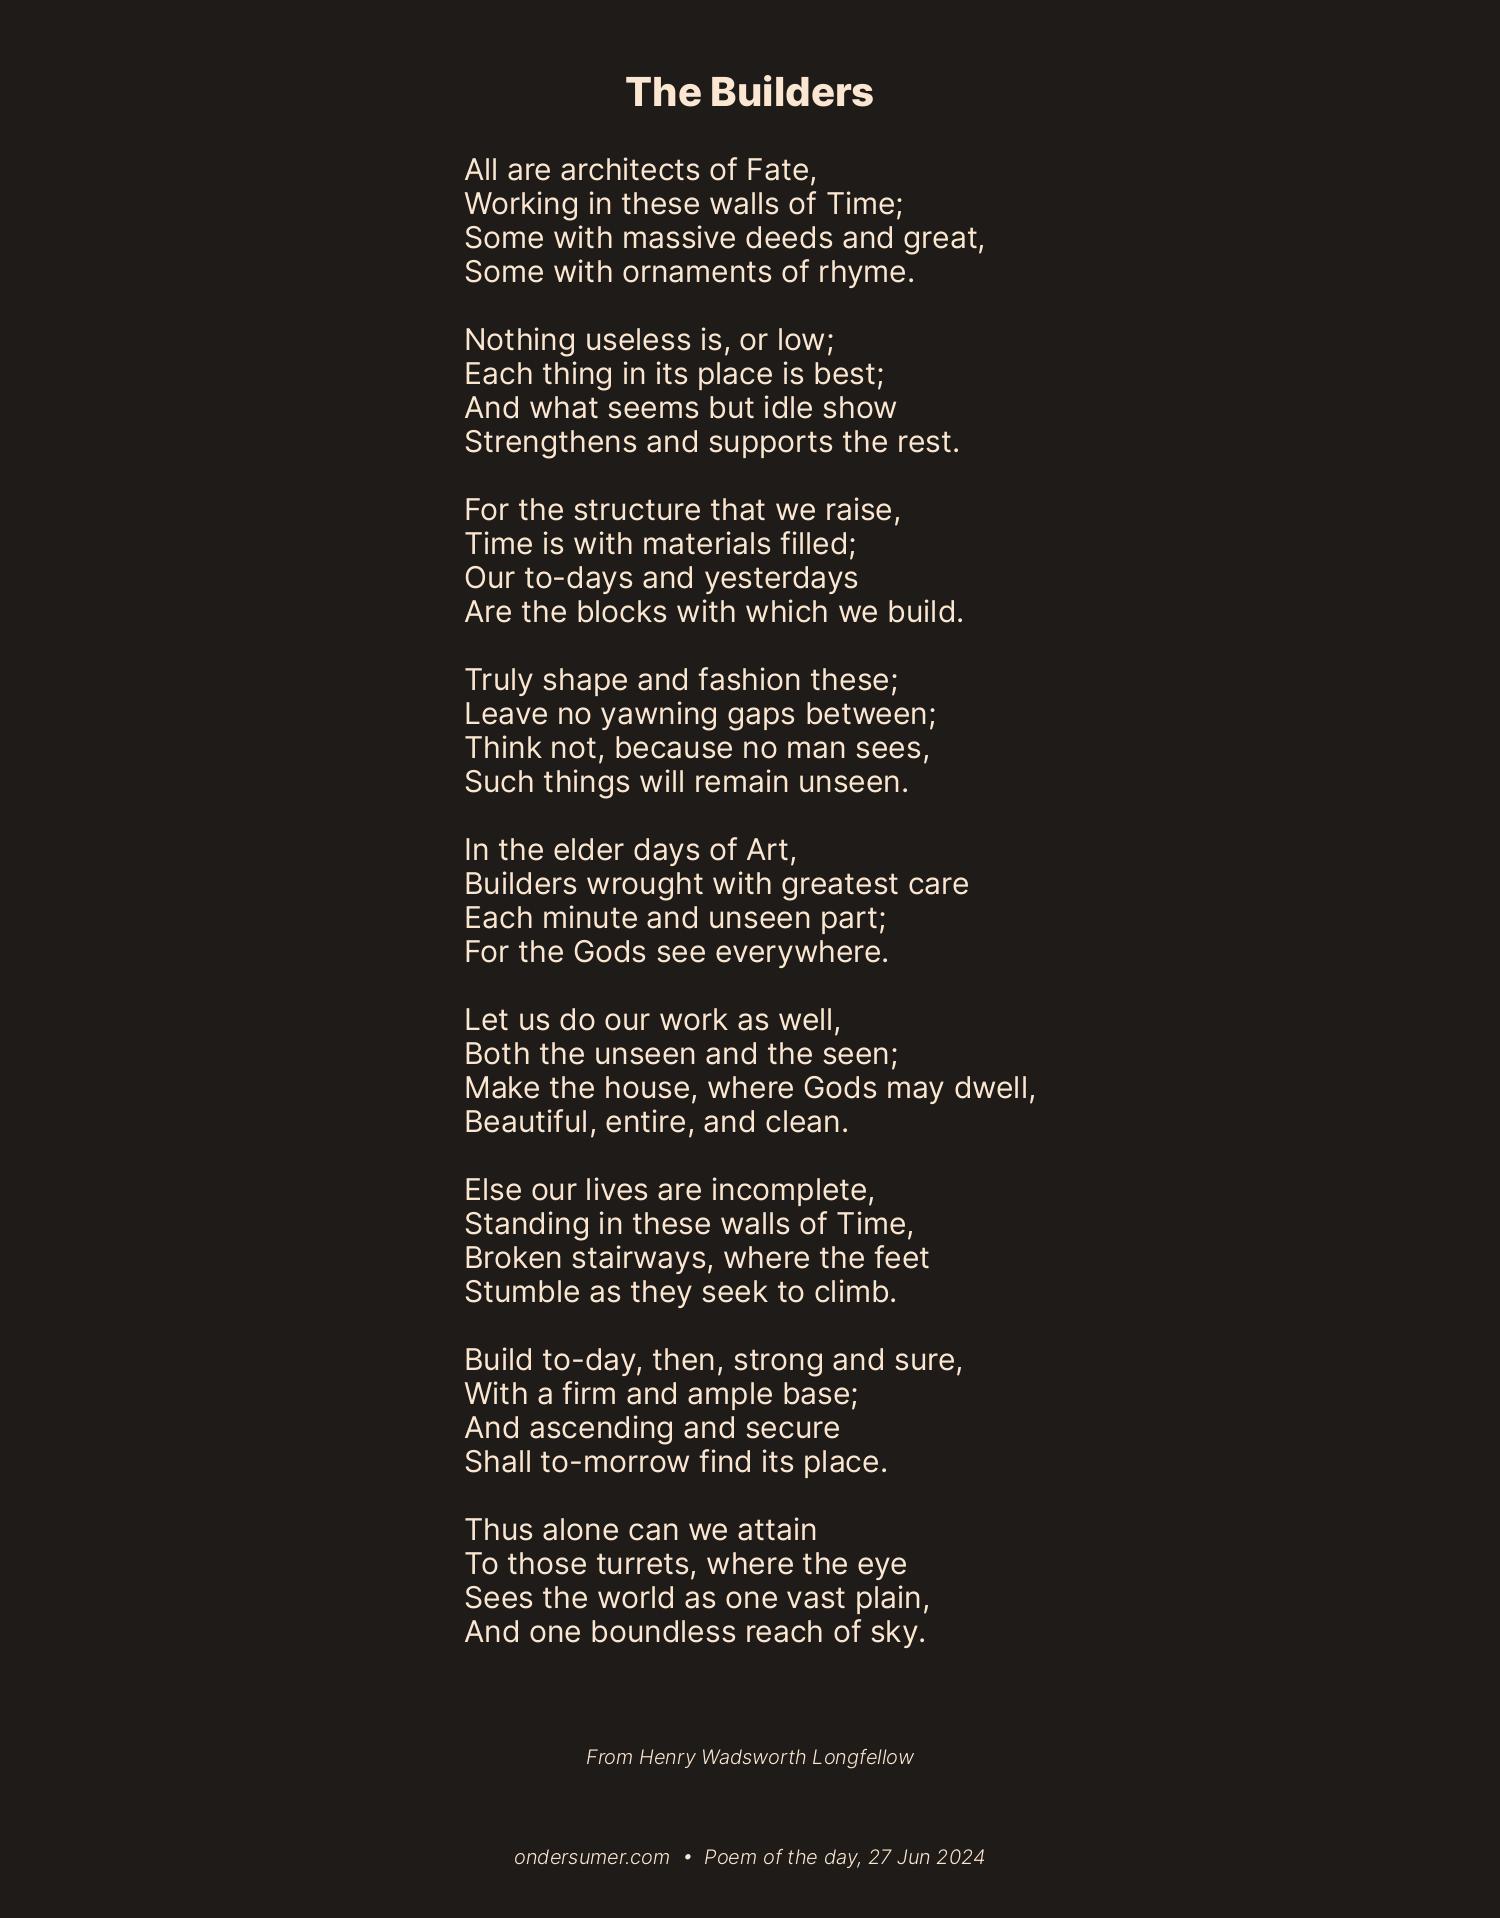 The Builders
All are architects of Fate,
Working in these walls of Time;
Some with massive deeds and great,
Some with ornaments of rhyme.
Nothing useless is, or low;
Each thing in its place is best;
And what seems but idle show
Strengthens and supports the rest.
For the structure that we raise,
Time is with materials filled;
Our to-days and yesterdays
Are the blocks with which we build.
Truly shape and fashion these;
Leave no yawning gaps between;
Think not, because no man sees,
Such things will remain unseen.
In the elder days of Art,
Builders wrought with greatest care
Each minute and unseen part;
For the Gods see everywhere.
Let us do our work as well,
Both the unseen and the seen;
Make the house, where Gods may dwell,
Beautiful, entire, and clean.
Else our lives are incomplete,
Standing in these walls of Time,
Broken stairways, where the feet
Stumble as they seek to climb.
Build to-day, then, strong and sure,
With a firm and ample base;
And ascending and secure
Shall to-morrow find its place.
Thus alone can we attain
To those turrets, where the eye
Sees the world as one vast plain,
And one boundless reach of sky.
From Henry Wadsworth Longfellow
ondersumer.com • Poem of the day, 27 Jun 2024